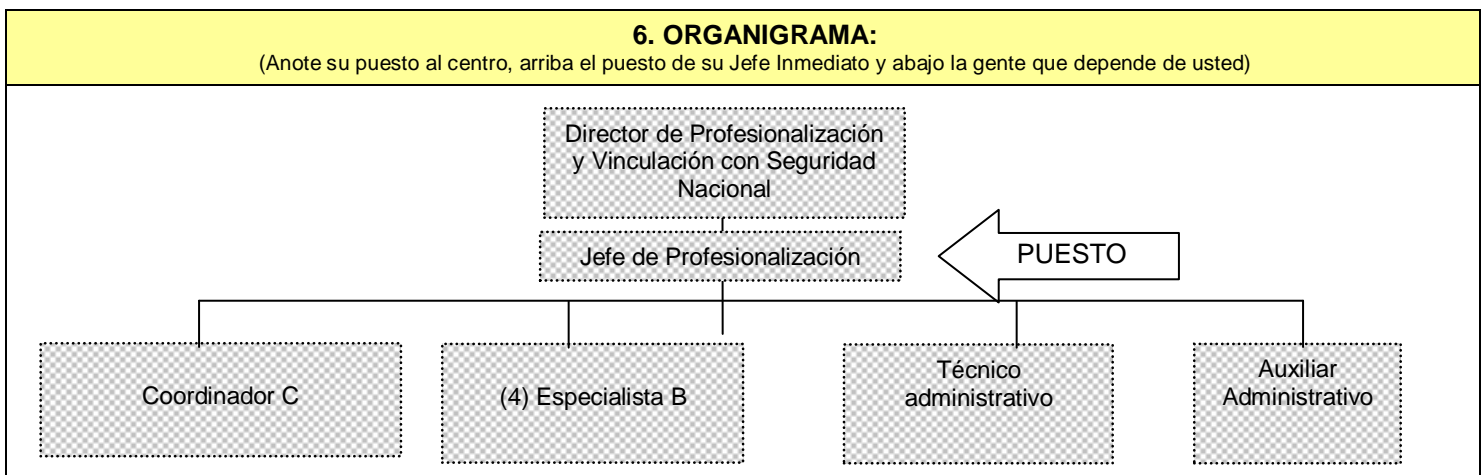 6. ORGANIGRAMA:
(Anote su puesto al centro, arriba el puesto de su Jefe Inmediato y abajo la gente que depende de usted)
Director de Profesionalización
y Vinculación con Seguridad
Nacional
Jefe de Profesionalización
PUESTO
Coordinador C
(4) Especialista B
Técnico
administrativo
Auxiliar
Administrativo